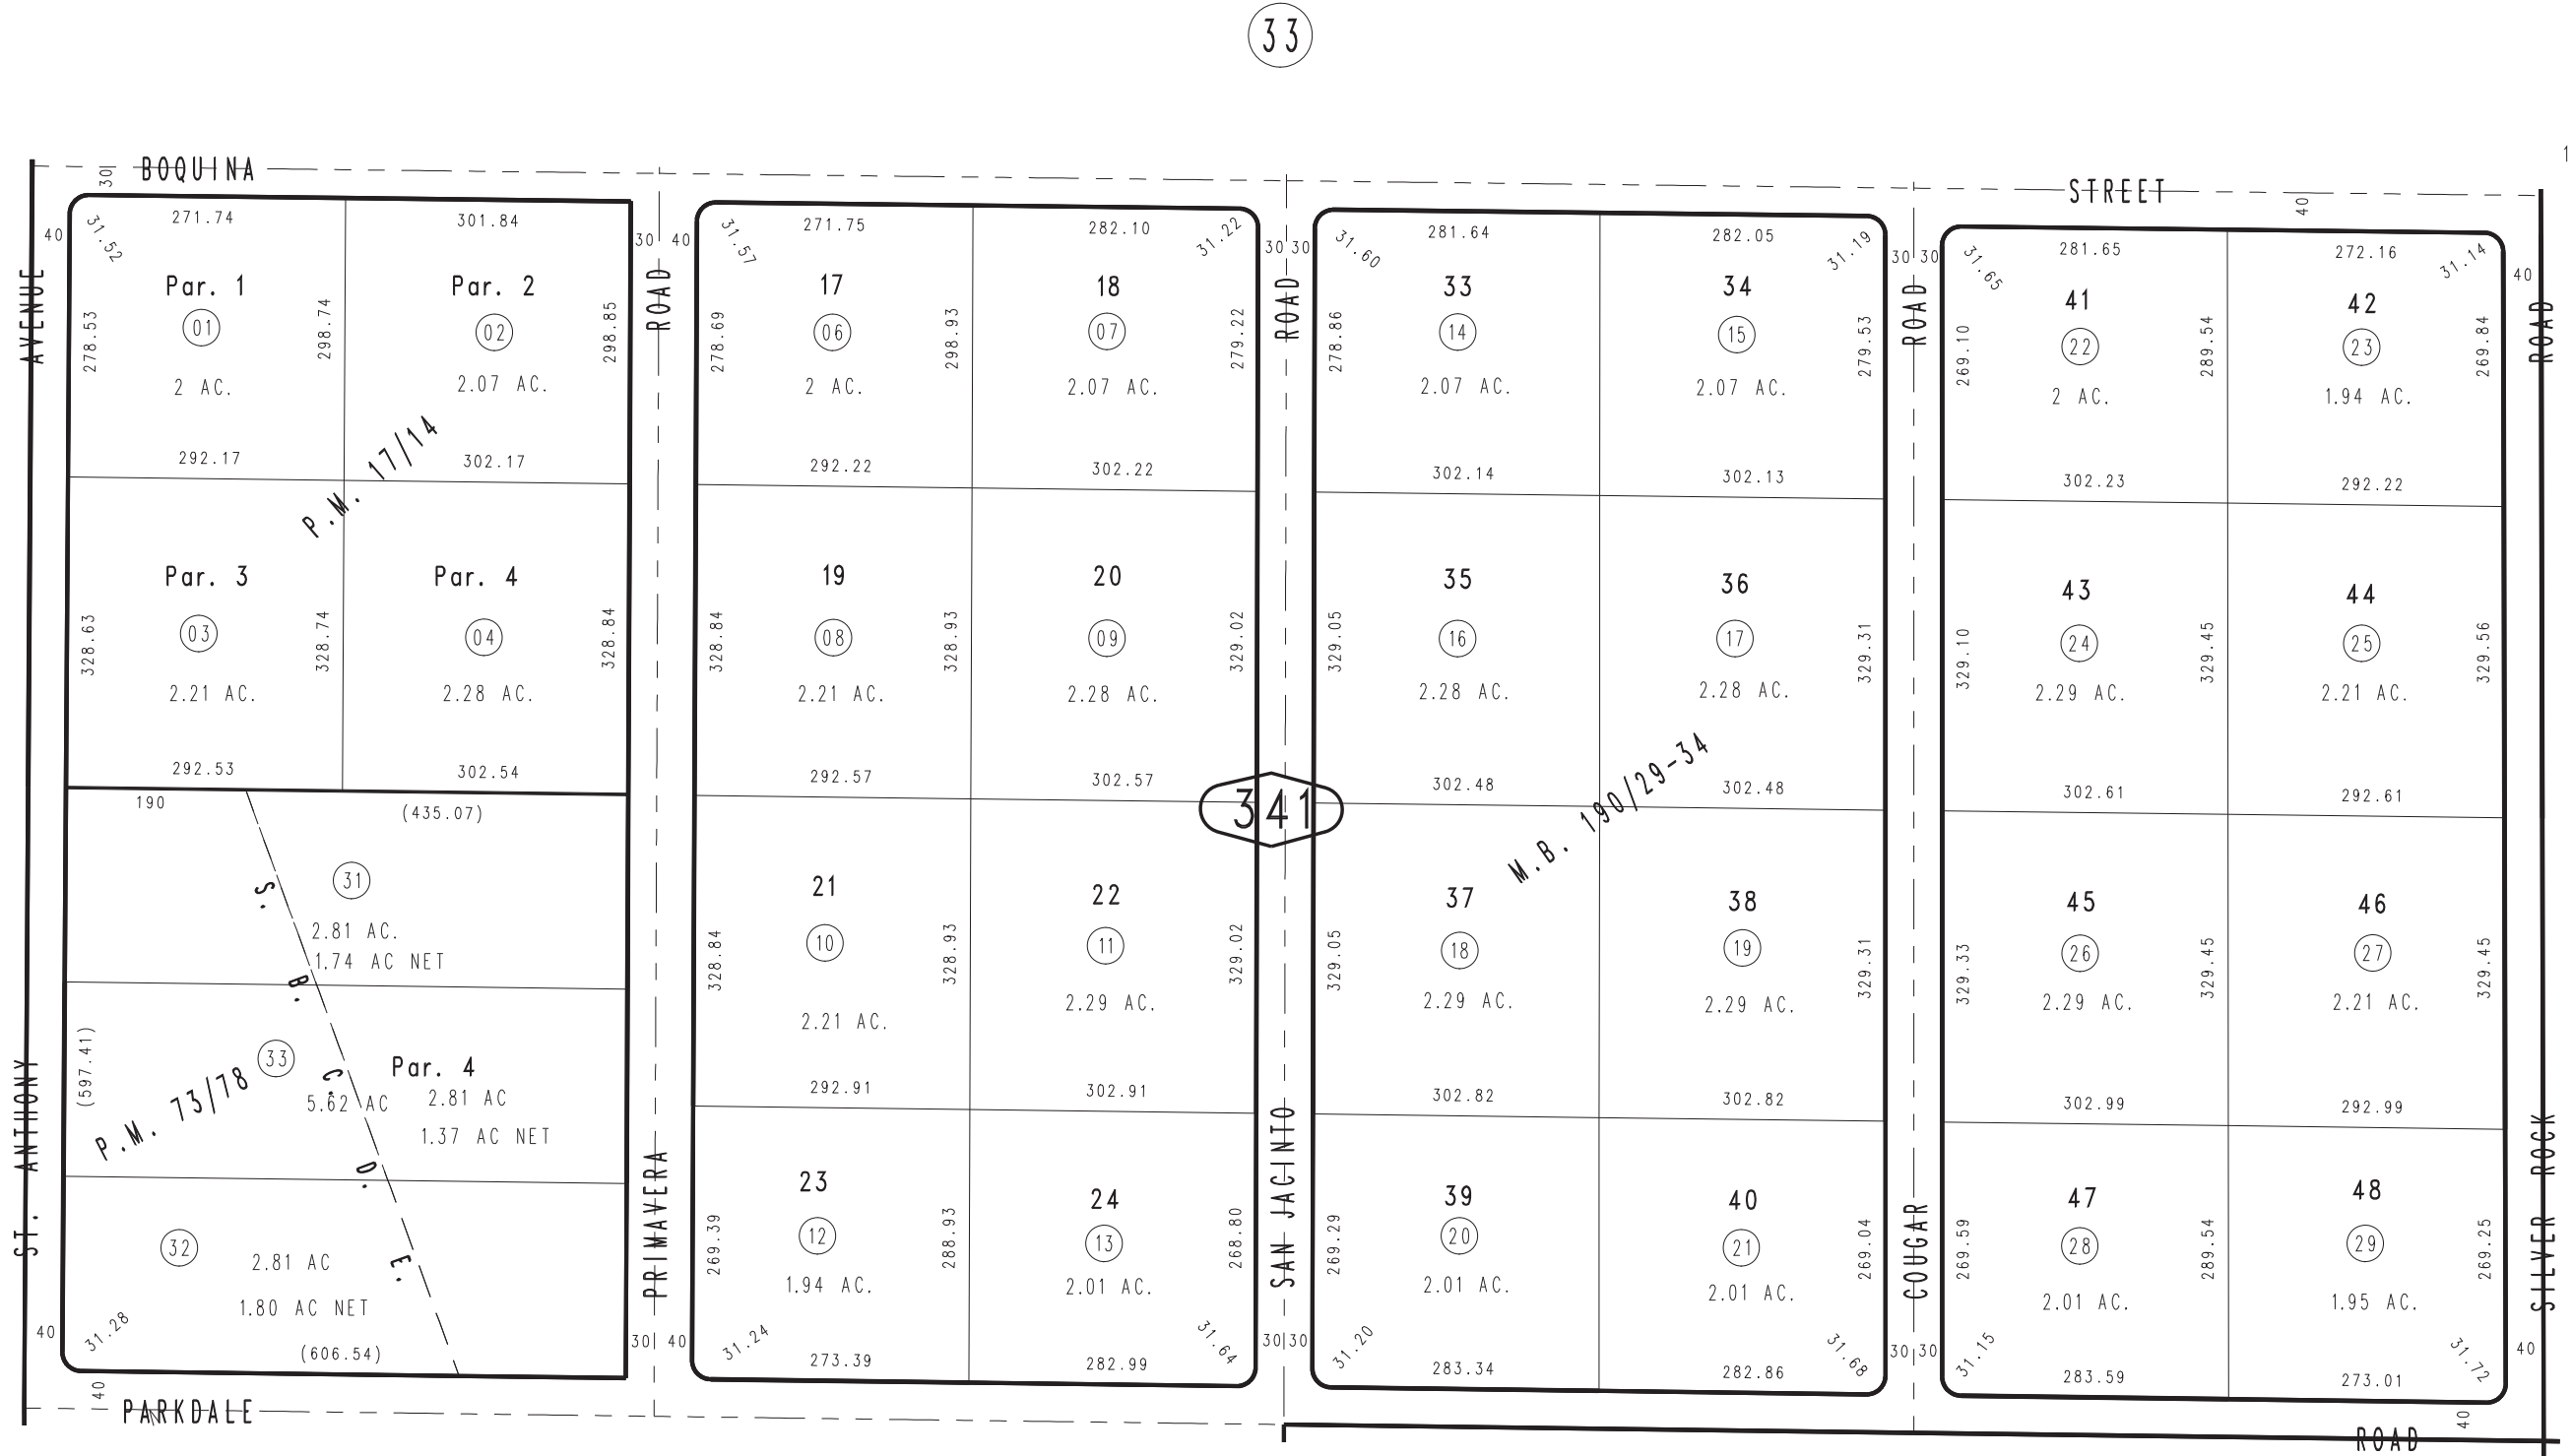 33
1
BOQUINA
STREET
30
40
40
271.74
301.84
31.52
30
40
271.75
282.10
31.57
31.22
30
30
281.64
282.05
31.60
31.19
30
30
281.65
272.16
31.65
31.14
40
AVENUE
ROAD
ROAD
ROAD
ROAD
Par. 1
01
2 AC.
278.53
298.74
292.17
Par. 2
02
2.07 AC.
298.85
302.17
P.M. 17/14
17
06
2 AC.
278.69
298.93
292.22
18
07
2.07 AC.
279.22
302.22
33
14
2.07 AC.
278.86
302.14
34
15
2.07 AC.
279.53
302.13
41
22
2 AC.
269.10
289.54
302.23
42
23
1.94 AC.
269.84
292.22
Par. 3
03
2.21 AC.
328.63
328.74
292.53
Par. 4
04
2.28 AC.
328.84
302.54
19
08
2.21 AC.
328.84
328.93
292.57
20
09
2.28 AC.
329.02
302.57
35
16
2.28 AC.
329.05
302.48
36
17
2.28 AC.
329.31
302.48
43
24
2.29 AC.
329.10
329.45
302.61
44
25
2.21 AC.
329.56
292.61
341
M.B. 190/29-34
190
(435.07)
31
2.81 AC.
1.74 AC NET
S. B. C. D. E.
(597.41)
33
Par. 4
5.62 AC
2.81 AC
1.37 AC NET
P.M. 73/78
32
2.81 AC
1.80 AC NET
31.28
(606.54)
21
10
2.21 AC.
328.84
328.93
292.91
22
11
2.29 AC.
329.02
302.91
37
18
2.29 AC.
329.05
302.82
38
19
2.29 AC.
329.31
302.82
45
26
2.29 AC.
329.33
329.45
302.99
46
27
2.21 AC.
329.45
292.99
23
12
1.94 AC.
269.39
288.93
31.24
273.39
24
13
2.01 AC.
268.80
31.64
282.99
39
20
2.01 AC.
269.29
31.20
283.34
40
21
2.01 AC.
269.04
31.68
282.86
47
28
2.01 AC.
269.59
289.54
31.15
283.59
48
29
1.95 AC.
269.25
31.72
273.01
ST. ANTHONY
PRIMAVERA
SAN JACINTO
COUGAR
SILVER ROCK
40
30
40
30
30
30
30
40
40
40
PARKDALE
ROAD